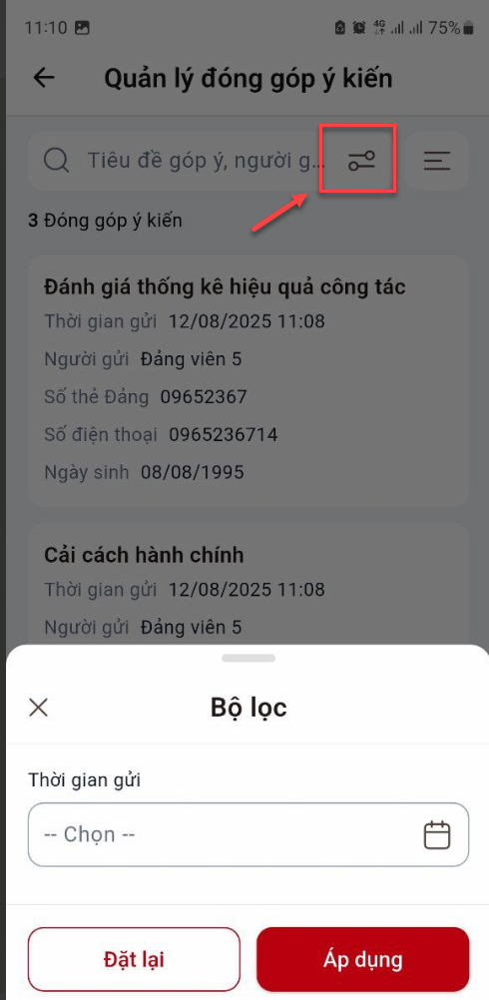 11:10 4G 75%
Quản lý đóng góp ý kiến
Tiêu đề góp ý, người g...
3 Đóng góp ý kiến
Đánh giá thống kê hiệu quả công tác
Thời gian gửi 12/08/2025 11:08
Người gửi Đảng viên 5
Số thẻ Đảng 09652367
Số điện thoại 0965236714
Ngày sinh 08/08/1995
Cải cách hành chính
Thời gian gửi 12/08/2025 11:08
Người gửi Đảng viên 5
Bộ lọc
Thời gian gửi
-- Chọn --
Đặt lại Áp dụng